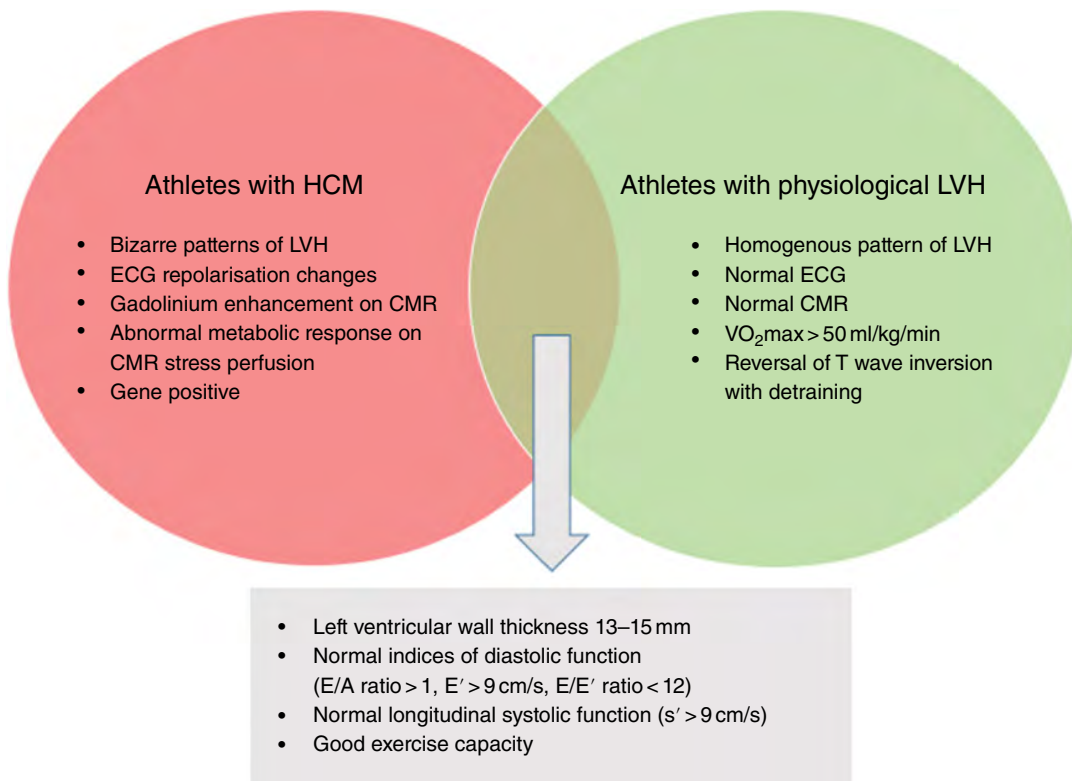 Athletes with HCM
• Bizarre patterns of LVH
• ECG repolarisation changes
• Gadolinium enhancement on CMR
• Abnormal metabolic response on
CMR stress perfusion
• Gene positive
Athletes with physiological LVH
• Homogenous pattern of LVH
• Normal ECG
• Normal CMR
• VO₂max > 50 ml/kg/min
• Reversal of T wave inversion
with detraining
• Left ventricular wall thickness 13–15 mm
• Normal indices of diastolic function
(E/A ratio > 1, E′ > 9 cm/s, E/E′ ratio < 12)
• Normal longitudinal systolic function (s′ > 9 cm/s)
• Good exercise capacity